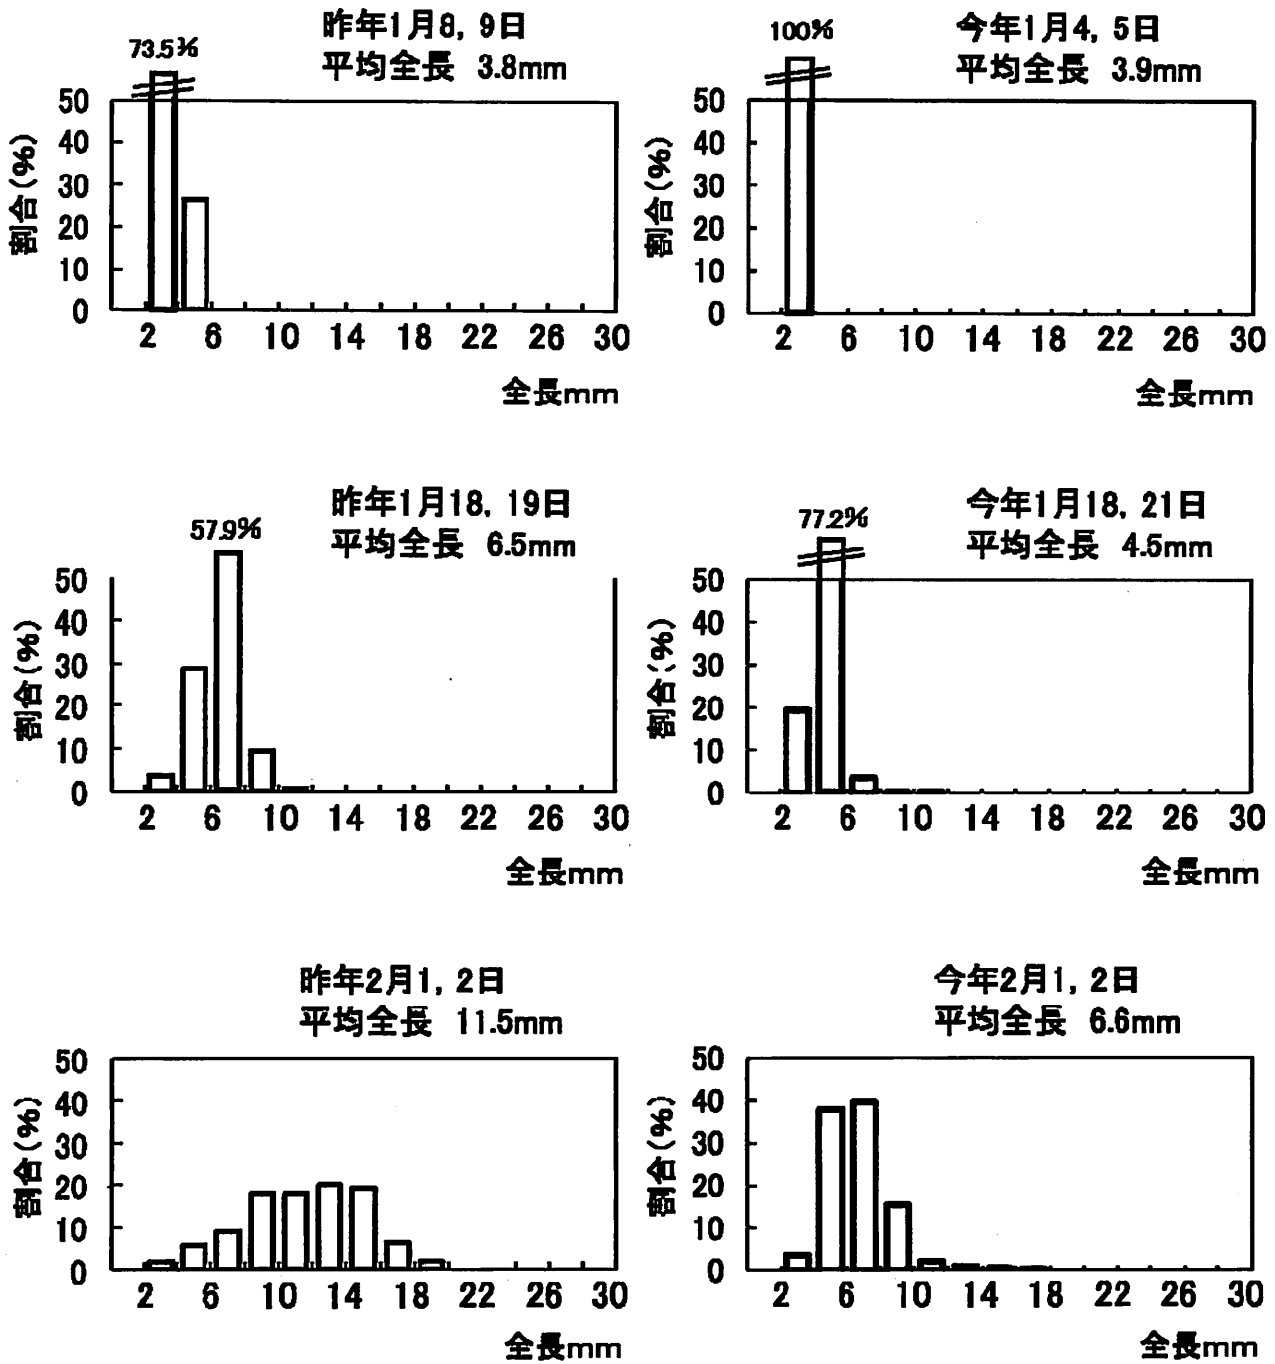 昨年1月8, 9日
平均全長 3.8mm
73.5%
割合(%)
50
40
30
20
10
0
2 6 10 14 18 22 26 30
全長mm
今年1月4, 5日
平均全長 3.9mm
100%
割合(%)
50
40
30
20
10
0
2 6 10 14 18 22 26 30
全長mm
昨年1月18, 19日
平均全長 6.5mm
57.9%
割合(%)
50
40
30
20
10
0
2 6 10 14 18 22 26 30
全長mm
今年1月18, 21日
平均全長 4.5mm
77.2%
割合(%)
50
40
30
20
10
0
2 6 10 14 18 22 26 30
全長mm
昨年2月1, 2日
平均全長 11.5mm
割合(%)
50
40
30
20
10
0
2 6 10 14 18 22 26 30
全長mm
今年2月1, 2日
平均全長 6.6mm
割合(%)
50
40
30
20
10
0
2 6 10 14 18 22 26 30
全長mm